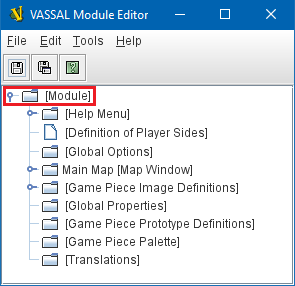 VASSAL Module Editor
File Edit Tools Help
[Module]
[Help Menu]
[Definition of Player Sides]
[Global Options]
Main Map [Map Window]
[Game Piece Image Definitions]
[Global Properties]
[Game Piece Prototype Definitions]
[Game Piece Palette]
[Translations]